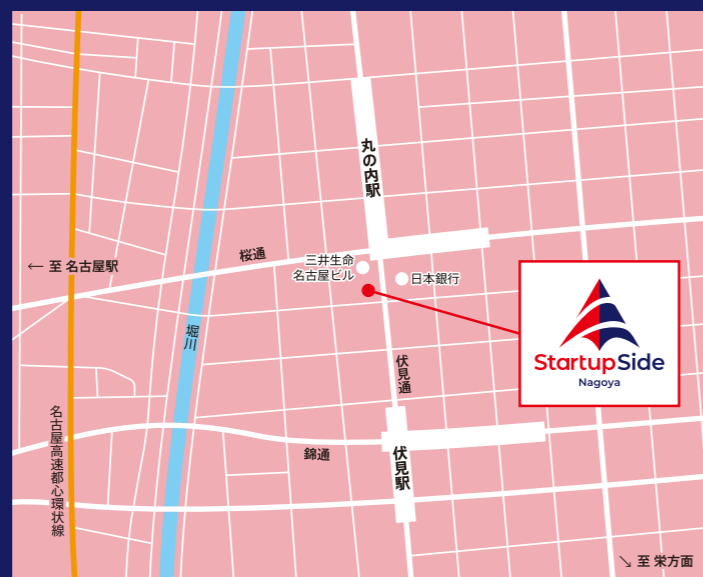 丸の内駅
桜通
← 至 名古屋駅
三井生命
名古屋ビル
日本銀行
堀川
伏見通
StartupSide
Nagoya
名古屋高速都心環状線
錦通
伏見駅
↘ 至 栄方面